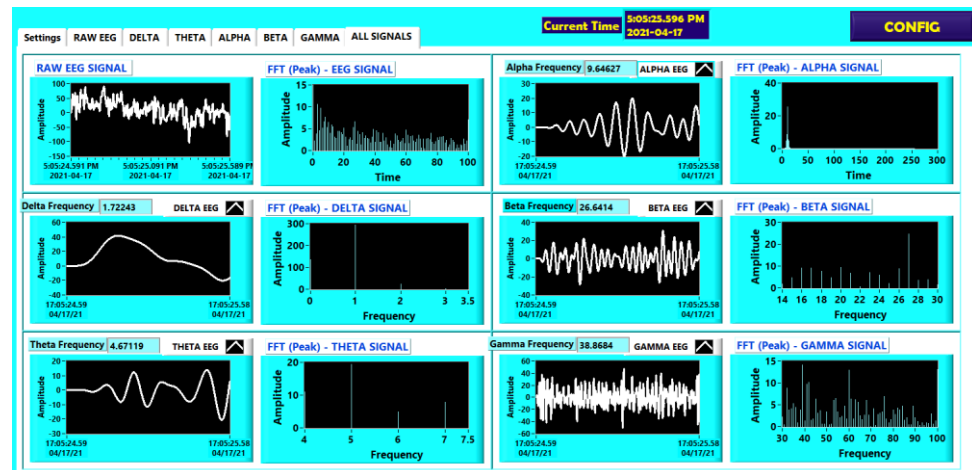 Current Time 5:05:25.596 PM
2021-04-17
CONFIG
Settings RAW EEG DELTA THETA ALPHA BETA GAMMA ALL SIGNALS
RAW EEG SIGNAL
Amplitude
100
50
0
-50
-100
-150
5:05:24.591 PM 5:05:25.091 PM 5:05:25.589 PM
2021-04-17 2021-04-17 2021-04-17
FFT (Peak) - EEG SIGNAL
Amplitude
15
10
5
0
0 20 40 60 80 100
Time
Alpha Frequency 9.64627 ALPHA EEG
Amplitude
30
20
10
0
-10
-20
17:05:24.59 17:05:25.58
04/17/21 04/17/21
FFT (Peak) - ALPHA SIGNAL
Amplitude
40
20
0
0 50 100 150 200 250 300
Time
Delta Frequency 1.72243 DELTA EEG
Amplitude
60
40
20
0
-20
-40
17:05:24.59 17:05:25.58
04/17/21 04/17/21
FFT (Peak) - DELTA SIGNAL
Amplitude
300
200
100
0
0 1 2 3 3.5
Frequency
Beta Frequency 26.6414 BETA EEG
Amplitude
40
20
0
-20
-40
17:05:24.59 17:05:25.58
04/17/21 04/17/21
FFT (Peak) - BETA SIGNAL
Amplitude
30
20
10
0
14 16 18 20 22 24 26 28 30
Frequency
Theta Frequency 4.67119 THETA EEG
Amplitude
20
10
0
-10
-20
-30
17:05:24.59 17:05:25.58
04/17/21 04/17/21
FFT (Peak) - THETA SIGNAL
Amplitude
20
10
0
4 5 6 7 7.5
Frequency
Gamma Frequency 38.8684 GAMMA EEG
Amplitude
60
40
20
0
-20
-40
-60
17:05:24.59 17:05:25.58
04/17/21 04/17/21
FFT (Peak) - GAMMA SIGNAL
Amplitude
15
10
5
0
30 40 50 60 70 80 90 100
Frequency